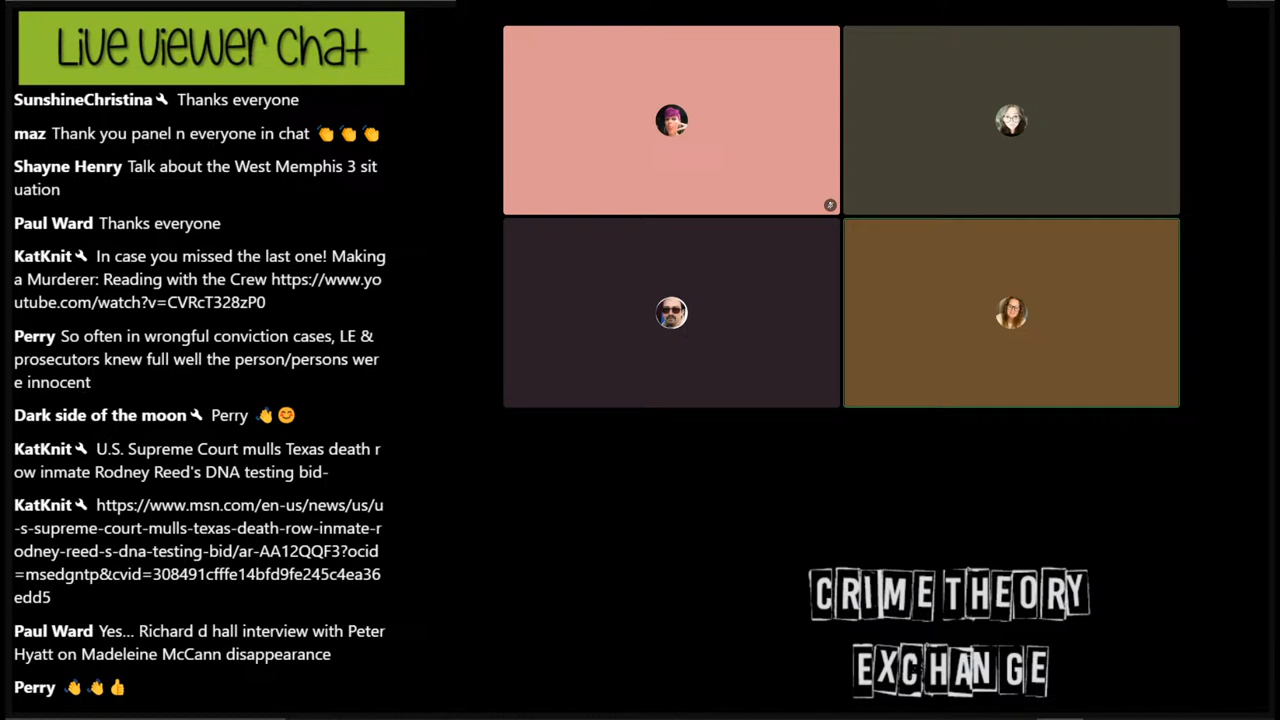 Live Viewer Chat
SunshineChristina Thanks everyone
maz Thank you panel n everyone in chat 👏 👏 👏
Shayne Henry Talk about the West Memphis 3 sit
uation
Paul Ward Thanks everyone
KatKnit In case you missed the last one! Making
a Murderer: Reading with the Crew https://www.yo
utube.com/watch?v=CVRcT328zP0
Perry So often in wrongful conviction cases, LE &
prosecutors knew full well the person/persons wer
e innocent
Dark side of the moon Perry 👋 😊
KatKnit U.S. Supreme Court mulls Texas death r
ow inmate Rodney Reed's DNA testing bid-
KatKnit https://www.msn.com/en-us/news/us/u
-s-supreme-court-mulls-texas-death-row-inmate-r
odney-reed-s-dna-testing-bid/ar-AA12QQF3?ocid
=msedgntp&cvid=308491cfffe14bfd9fe245c4ea36
edd5
Paul Ward Yes... Richard d hall interview with Peter
Hyatt on Madeleine McCann disappearance
Perry 👋 👋 👍
CRIME THEORY
EXCHANGE